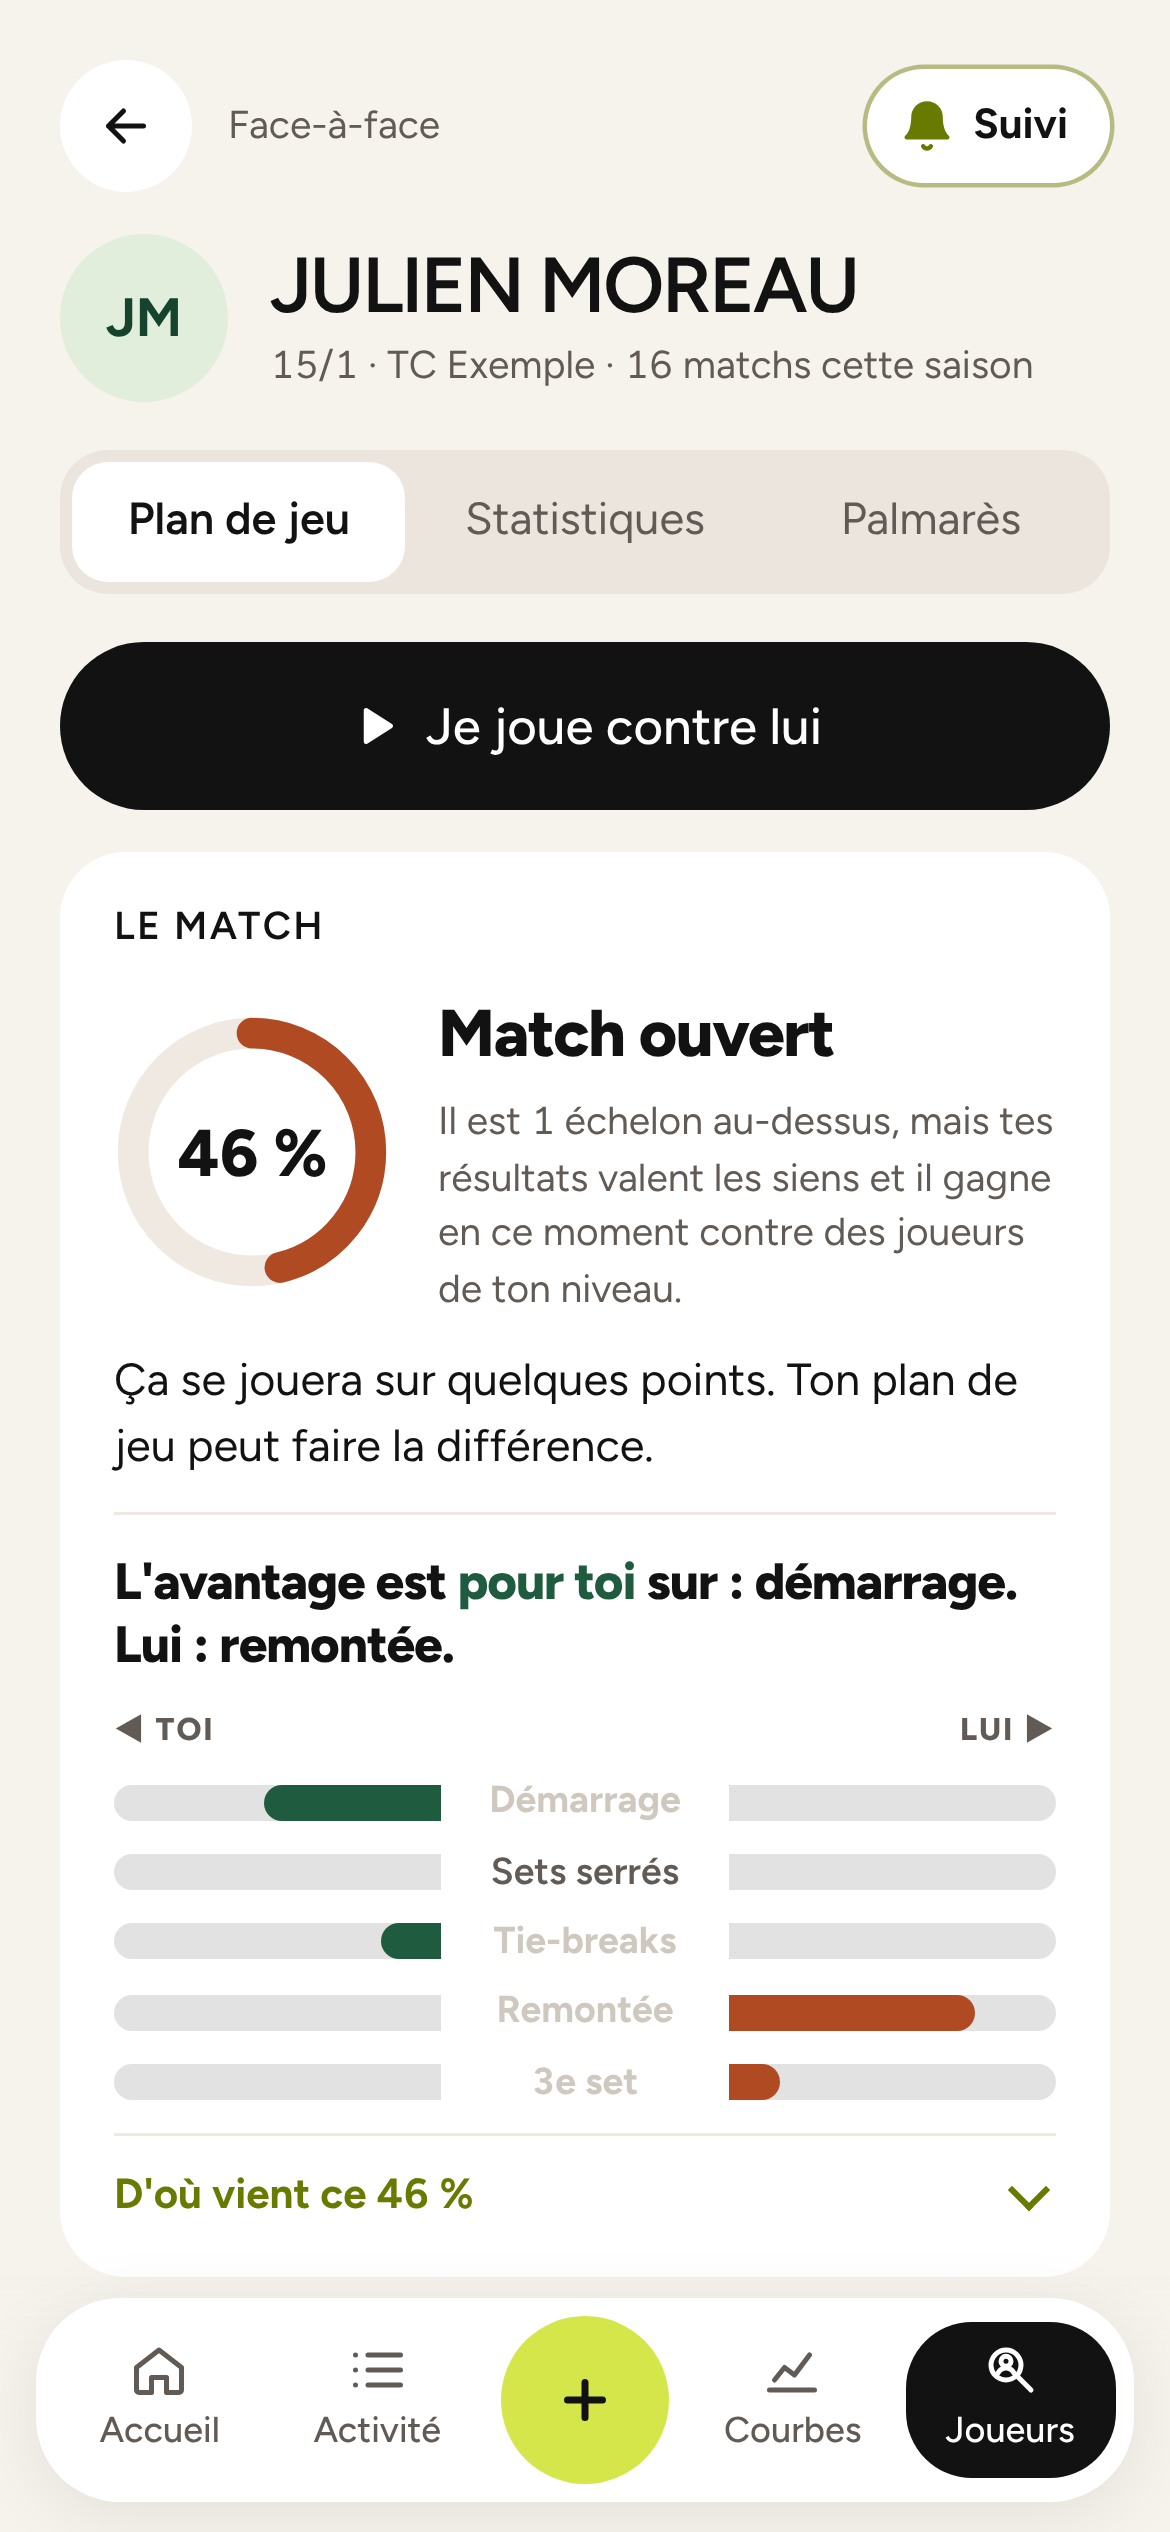 Face-à-face
Suivi
JM
JULIEN MOREAU
15/1 · TC Exemple · 16 matchs cette saison
Plan de jeu
Statistiques
Palmarès
Je joue contre lui
LE MATCH
46 %
Match ouvert
Il est 1 échelon au-dessus, mais tes
résultats valent les siens et il gagne
en ce moment contre des joueurs
de ton niveau.
Ça se jouera sur quelques points. Ton plan de
jeu peut faire la différence.
L'avantage est pour toi sur : démarrage.
Lui : remontée.
◀ TOI
LUI ▶
Démarrage
Sets serrés
Tie-breaks
Remontée
3e set
D'où vient ce 46 %
Accueil
Activité
+
Courbes
Joueurs